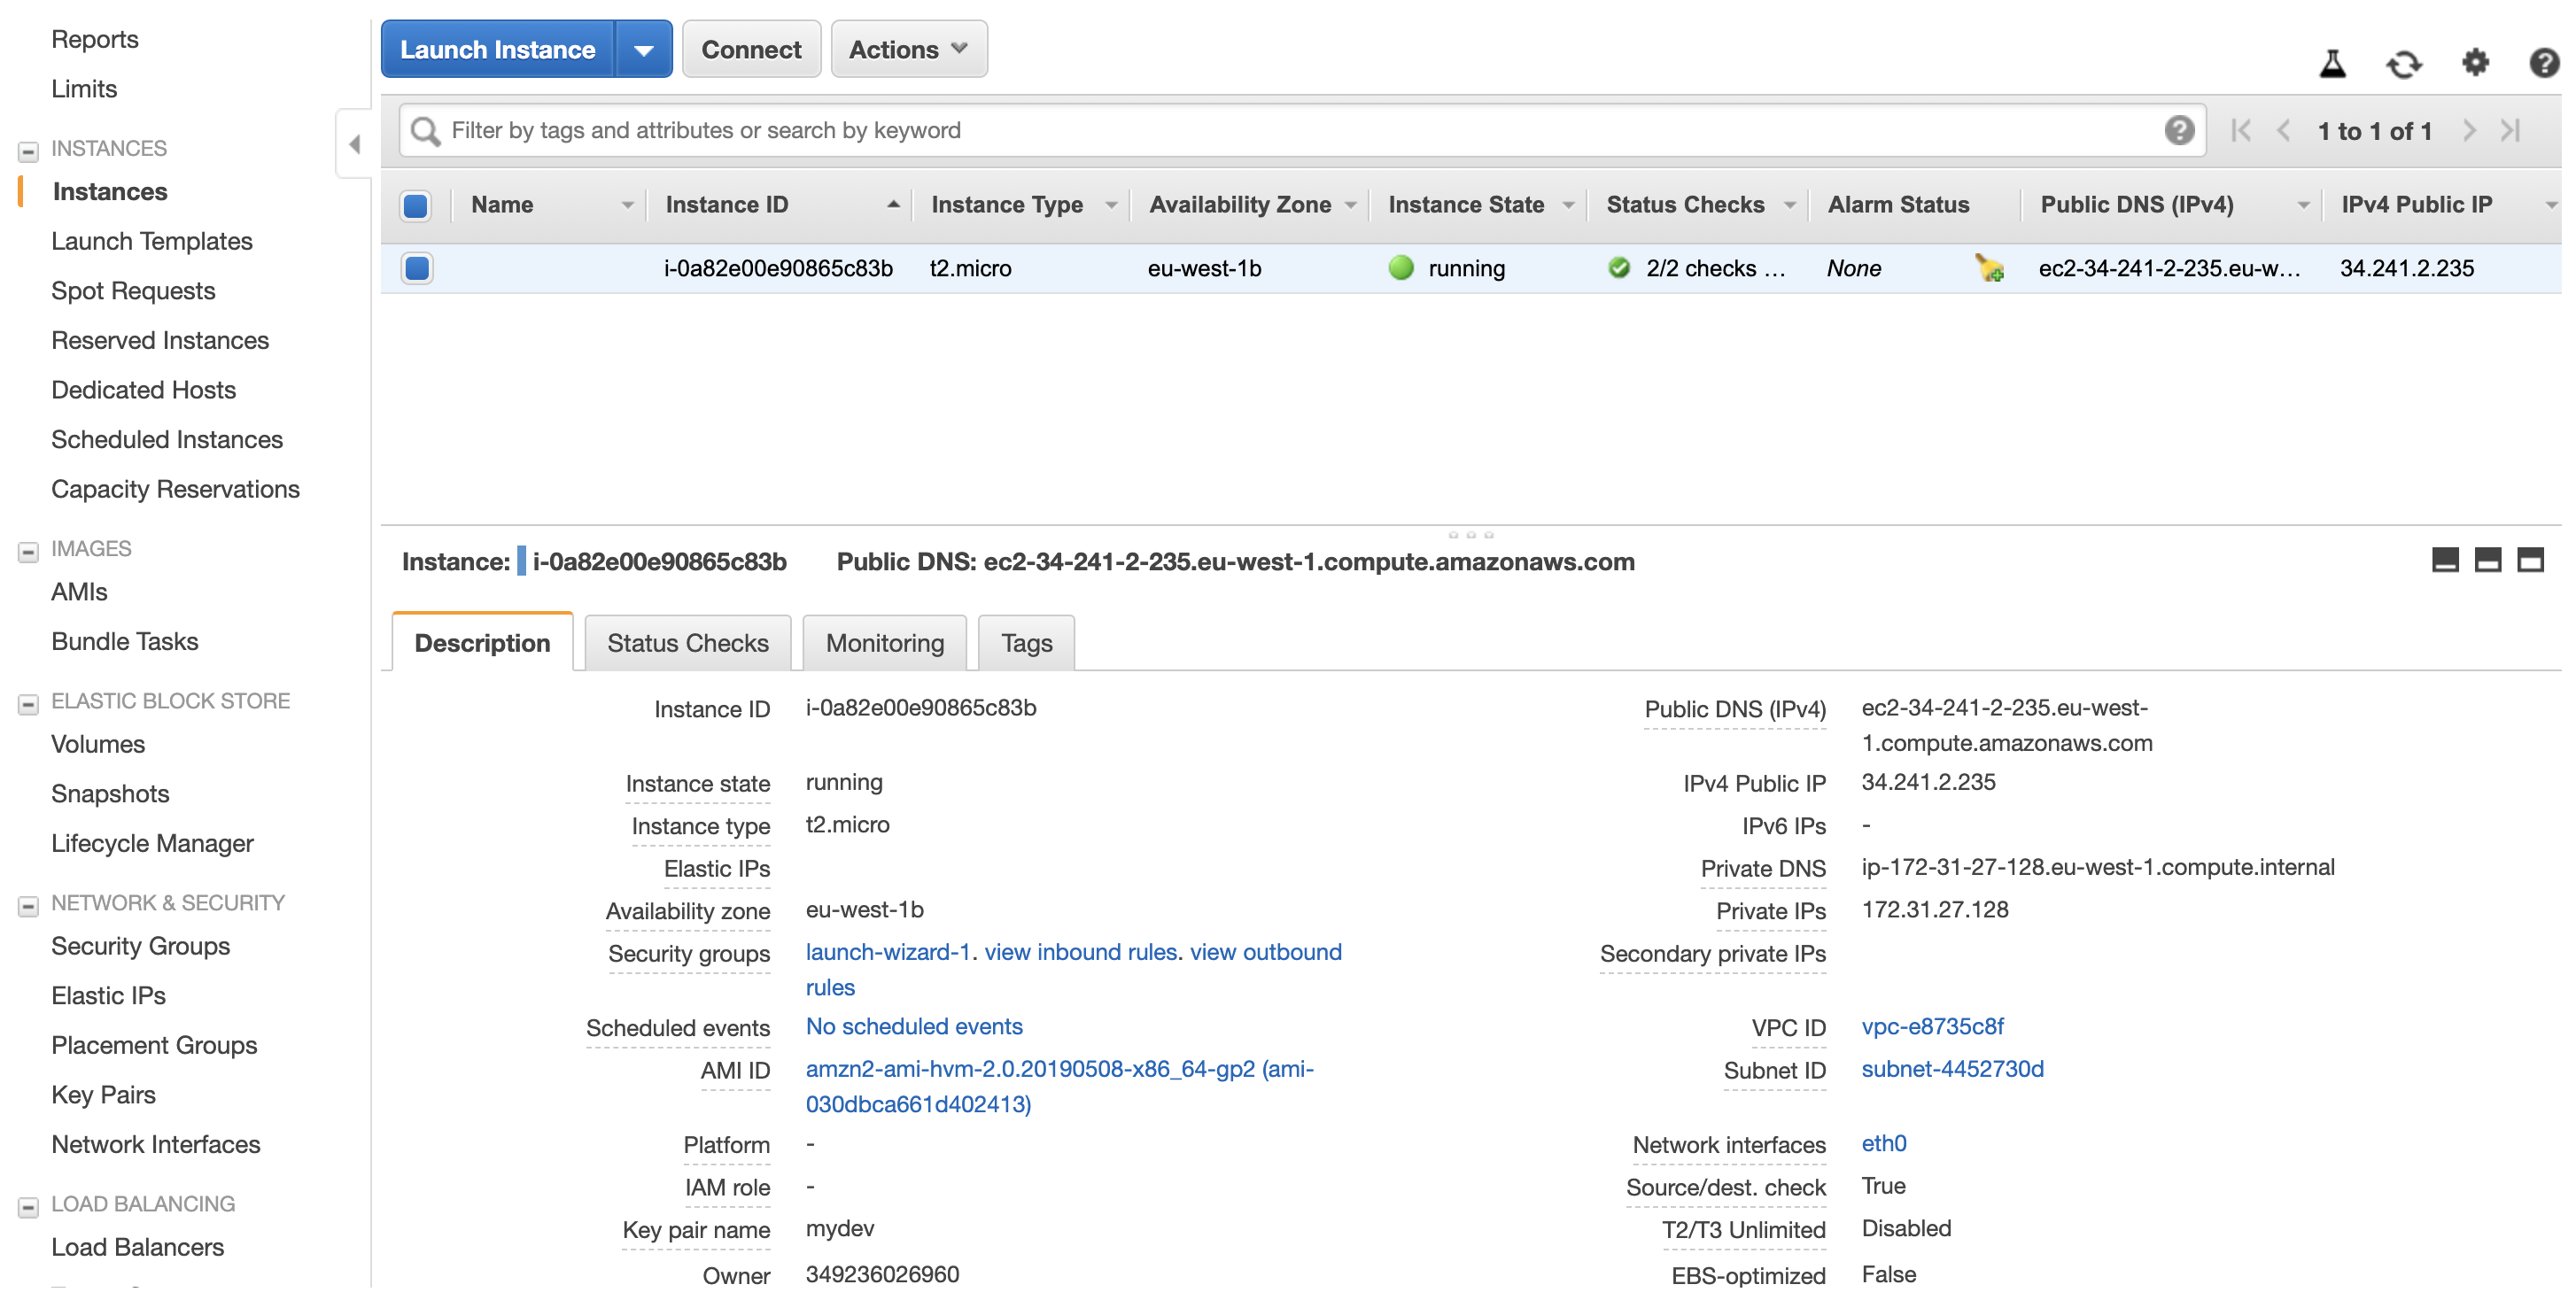 Reports
Limits
INSTANCES
Instances
Launch Templates
Spot Requests
Reserved Instances
Dedicated Hosts
Scheduled Instances
Capacity Reservations
IMAGES
AMIs
Bundle Tasks
ELASTIC BLOCK STORE
Volumes
Snapshots
Lifecycle Manager
NETWORK & SECURITY
Security Groups
Elastic IPs
Placement Groups
Key Pairs
Network Interfaces
LOAD BALANCING
Load Balancers
Launch Instance Connect Actions
Filter by tags and attributes or search by keyword 1 to 1 of 1
Name Instance ID Instance Type Availability Zone Instance State Status Checks Alarm Status Public DNS (IPv4) IPv4 Public IP
i-0a82e00e90865c83b t2.micro eu-west-1b running 2/2 checks ... None ec2-34-241-2-235.eu-w... 34.241.2.235
Instance: i-0a82e00e90865c83b Public DNS: ec2-34-241-2-235.eu-west-1.compute.amazonaws.com
Description Status Checks Monitoring Tags
Instance ID i-0a82e00e90865c83b
Instance state running
Instance type t2.micro
Elastic IPs
Availability zone eu-west-1b
Security groups launch-wizard-1. view inbound rules. view outbound
rules
Scheduled events No scheduled events
AMI ID amzn2-ami-hvm-2.0.20190508-x86_64-gp2 (ami-
030dbca661d402413)
Platform -
IAM role -
Key pair name mydev
Owner 349236026960
Public DNS (IPv4) ec2-34-241-2-235.eu-west-
1.compute.amazonaws.com
IPv4 Public IP 34.241.2.235
IPv6 IPs -
Private DNS ip-172-31-27-128.eu-west-1.compute.internal
Private IPs 172.31.27.128
Secondary private IPs
VPC ID vpc-e8735c8f
Subnet ID subnet-4452730d
Network interfaces eth0
Source/dest. check True
T2/T3 Unlimited Disabled
EBS-optimized False